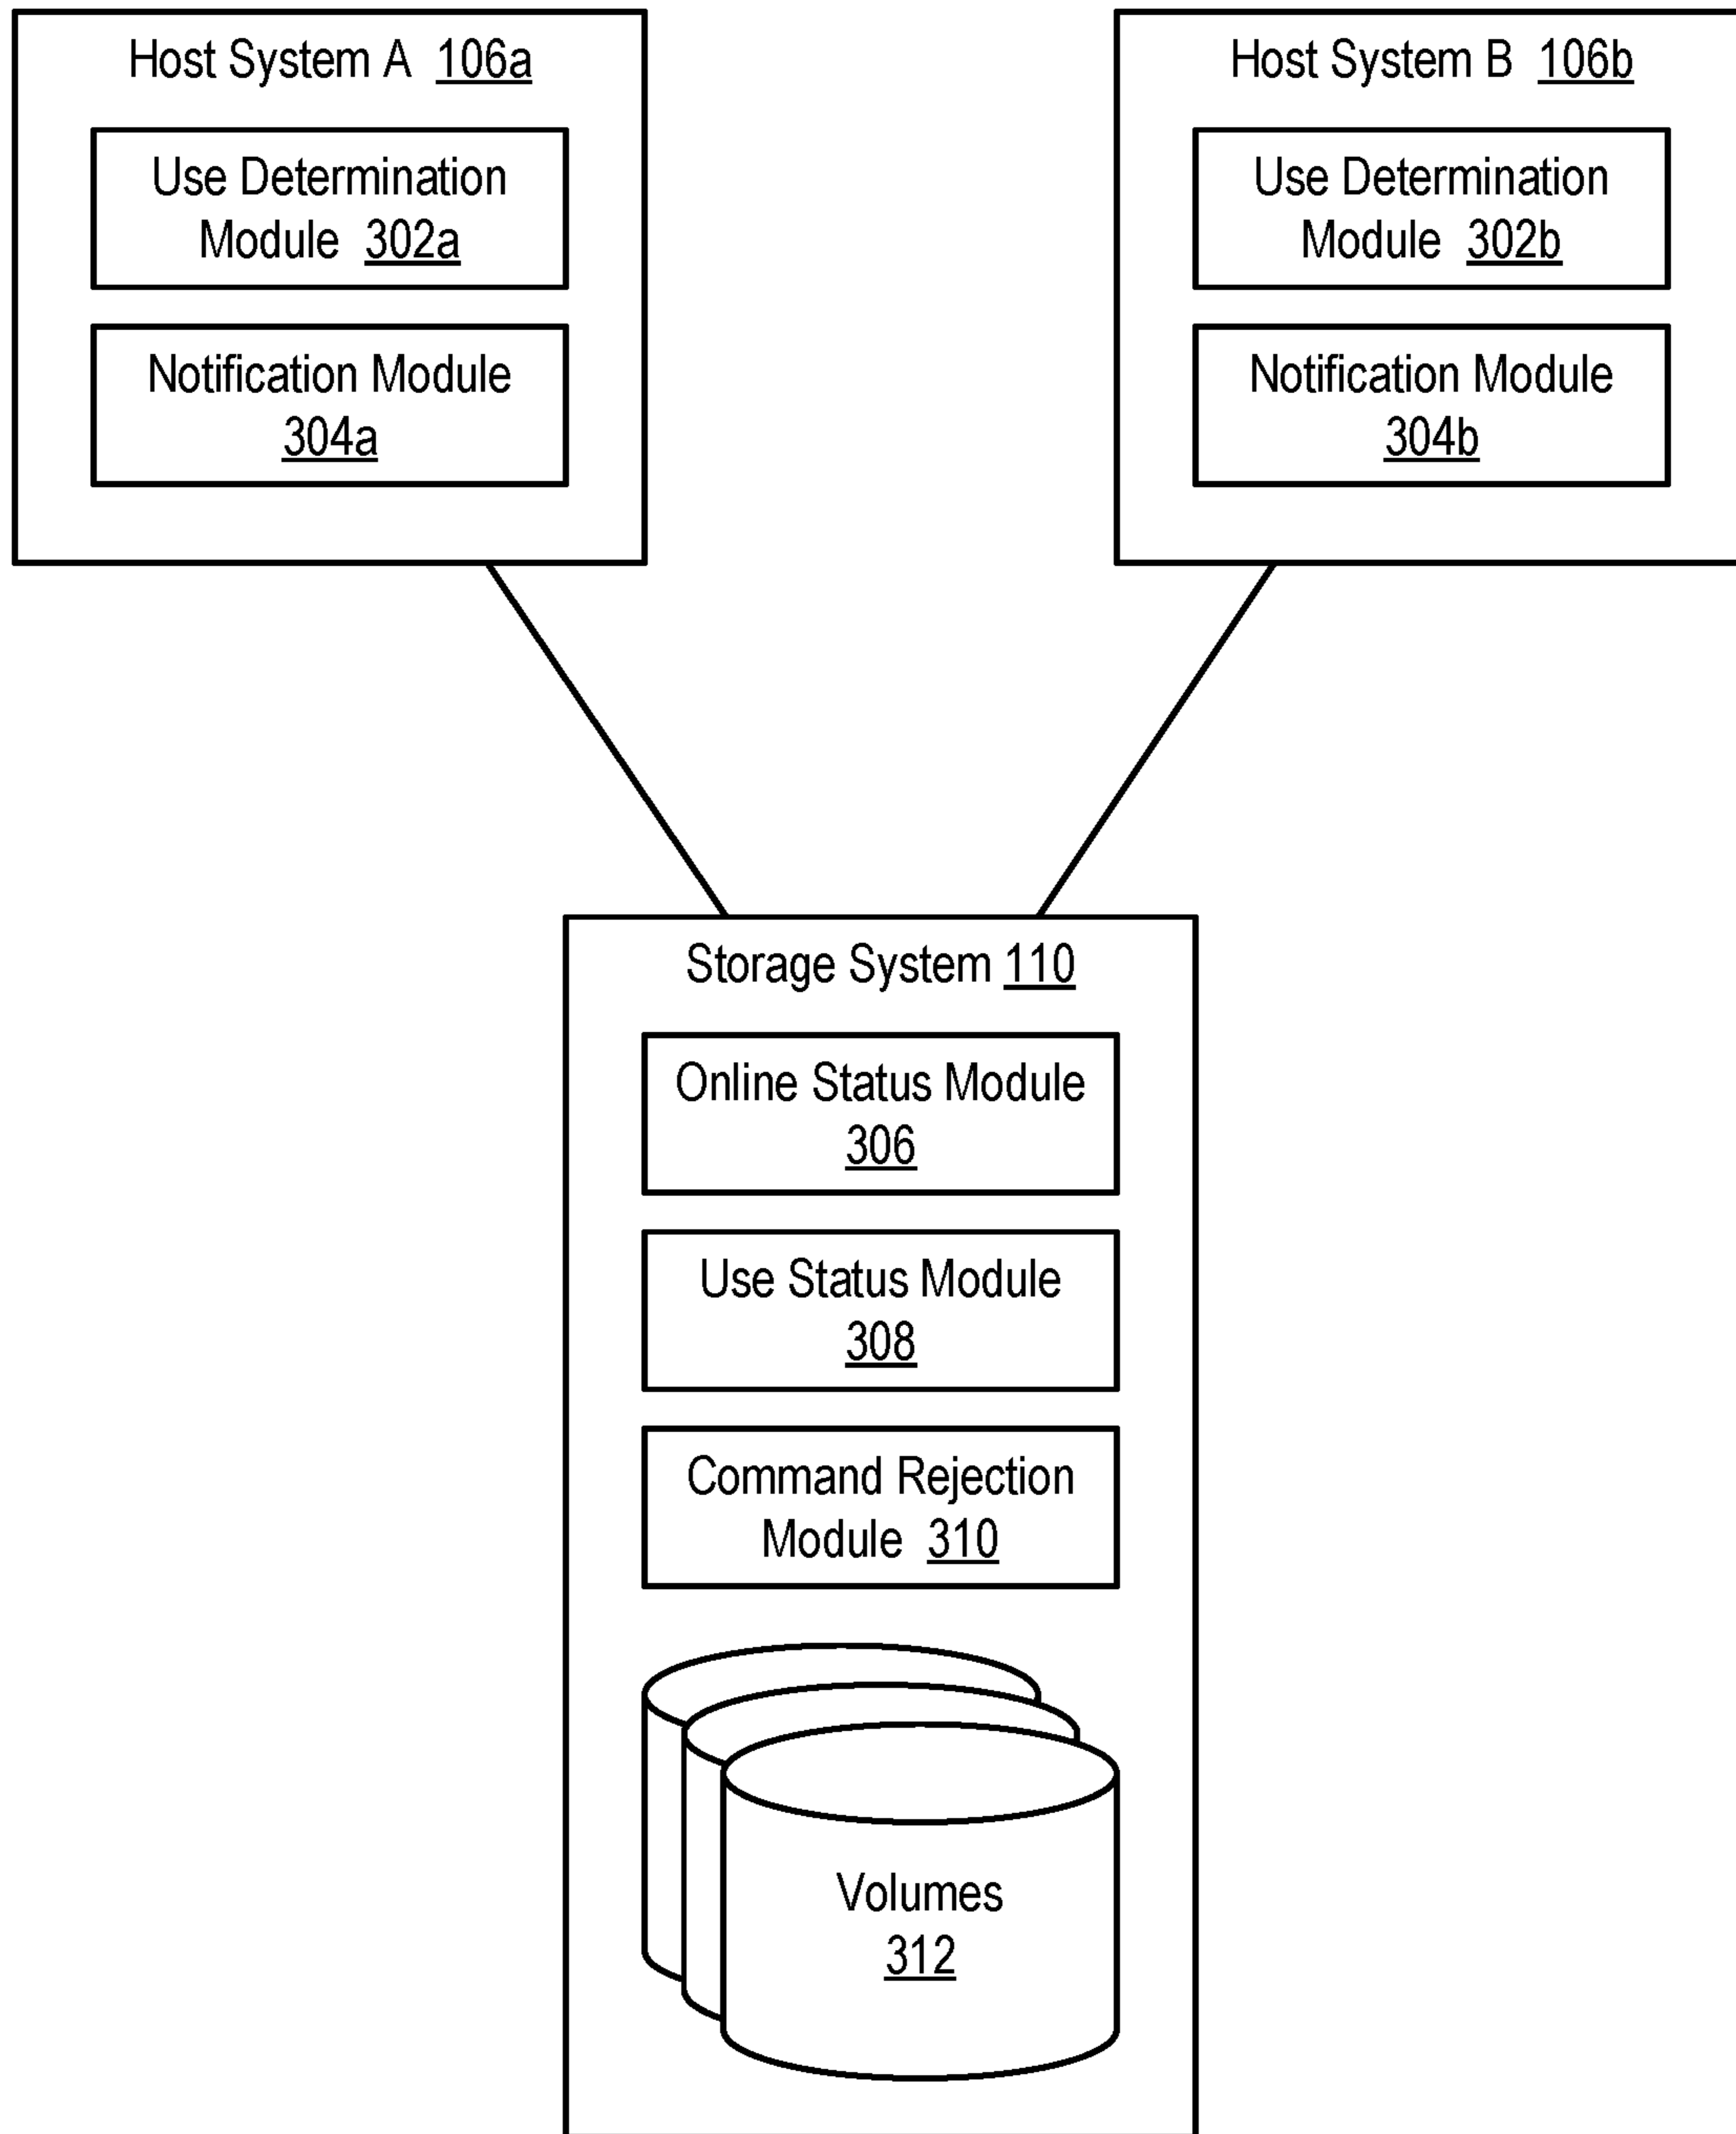 Host System A 106a
Use Determination
Module 302a
Notification Module
304a
Host System B 106b
Use Determination
Module 302b
Notification Module
304b
Storage System 110
Online Status Module
306
Use Status Module
308
Command Rejection
Module 310
Volumes
312